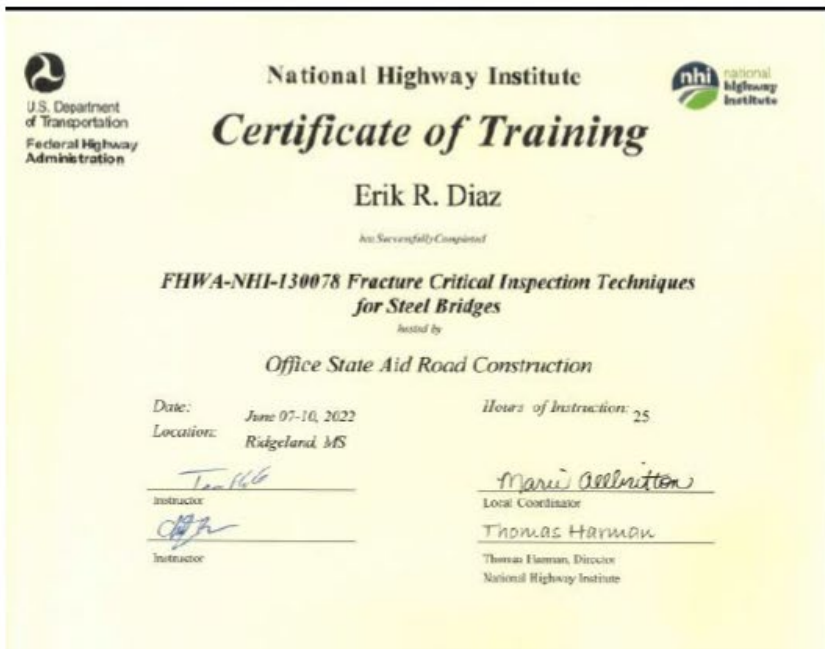 U.S. Department
of Transportation
Federal Highway
Administration
National Highway Institute
nhi national
highway
institute
Certificate of Training
Erik R. Diaz
has Successfully Completed
FHWA-NHI-130078 Fracture Critical Inspection Techniques
for Steel Bridges
hosted by
Office State Aid Road Construction
Date: June 07-10, 2022
Location: Ridgeland, MS
Hours of Instruction: 25
Instructor
Marie Allbritton
Local Coordinator
Instructor
Thomas Harman
Thomas Harman, Director
National Highway Institute